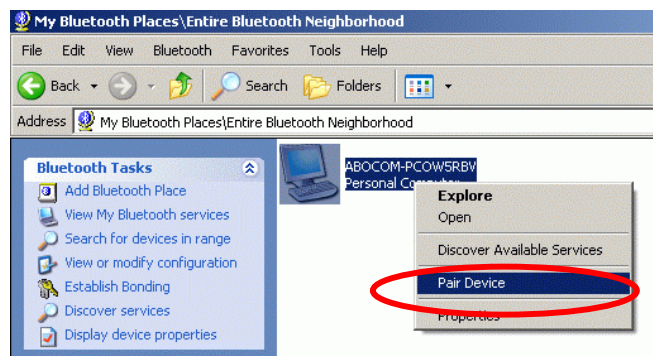 My Bluetooth Places\Entire Bluetooth Neighborhood
File Edit View Bluetooth Favorites Tools Help
Back Search Folders
Address My Bluetooth Places\Entire Bluetooth Neighborhood
Bluetooth Tasks
Add Bluetooth Place
View My Bluetooth services
Search for devices in range
View or modify configuration
Establish Bonding
Discover services
Display device properties
ABOCOM-PCOW5RBV
Personal Computer
Explore
Open
Discover Available Services
Pair Device
Properties